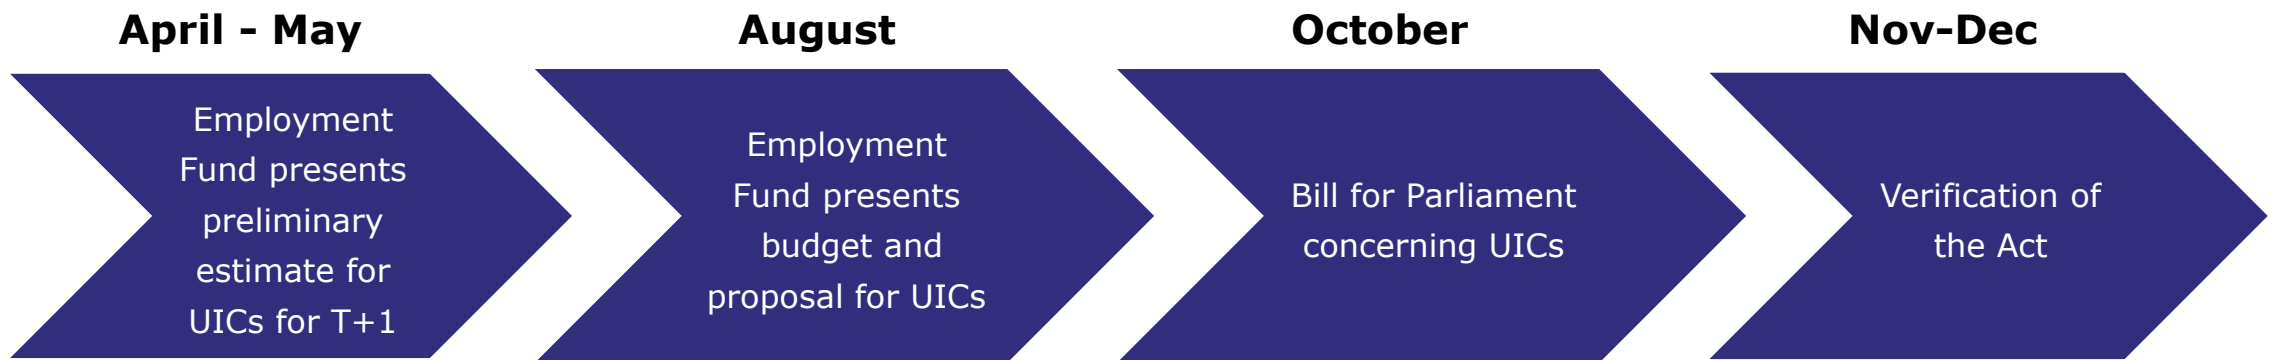 April - May
Employment
Fund presents
preliminary
estimate for
UICs for T+1
August
Employment
Fund presents
budget and
proposal for UICs
October
Bill for Parliament
concerning UICs
Nov-Dec
Verification of
the Act